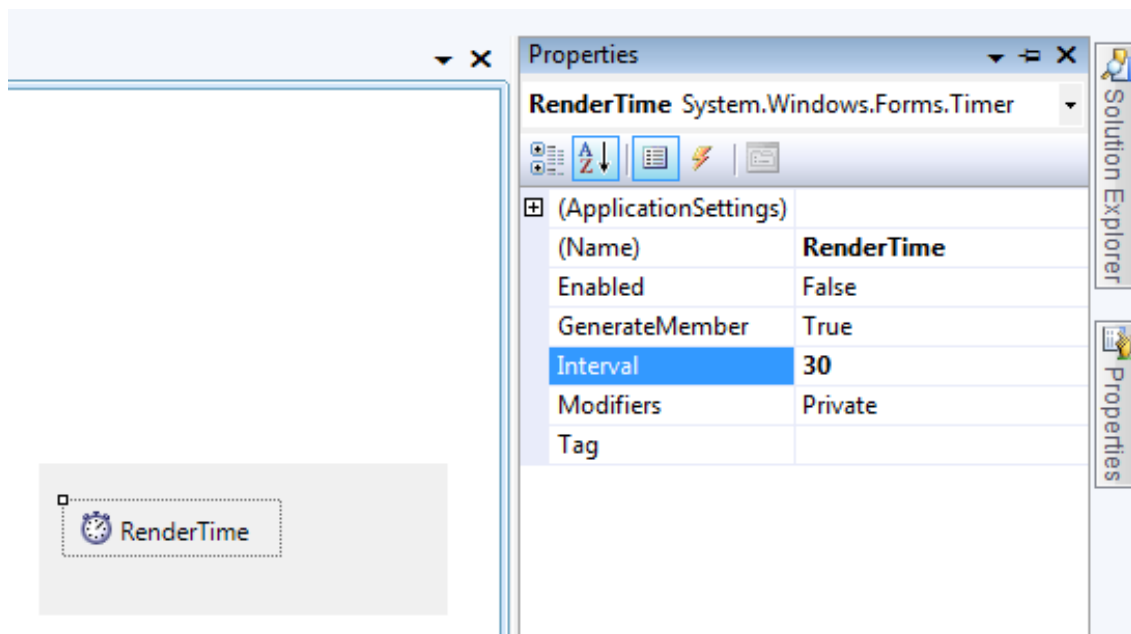 Properties
RenderTime System.Windows.Forms.Timer
(ApplicationSettings)
(Name) RenderTime
Enabled False
GenerateMember True
Interval 30
Modifiers Private
Tag
RenderTime
Solution Explorer
Properties